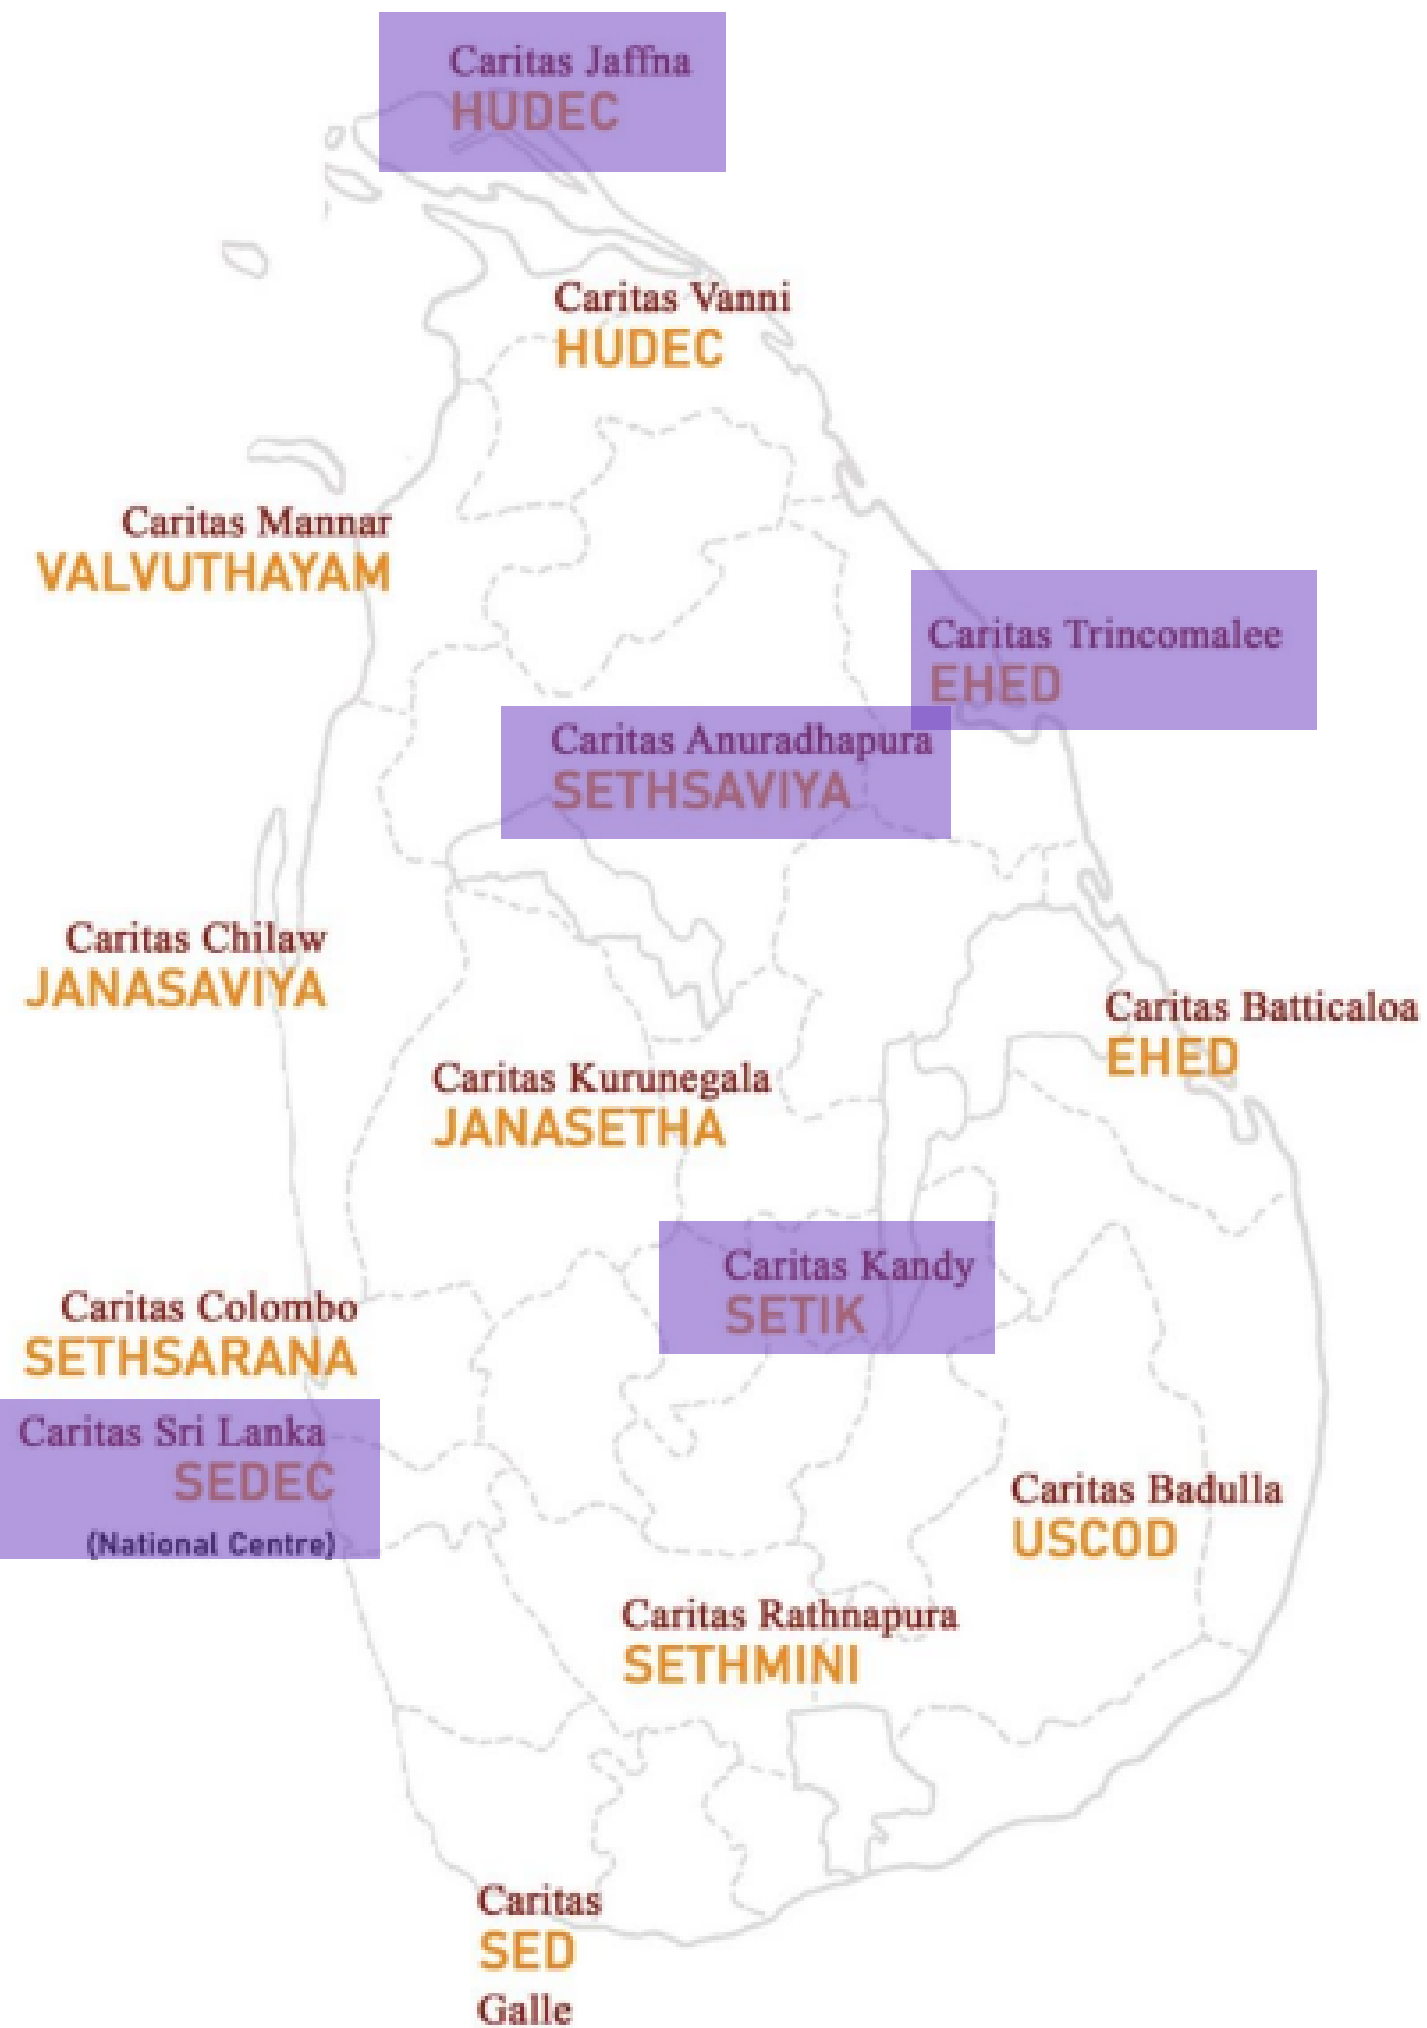 Caritas Jaffna
HUDEC
Caritas Vanni
HUDEC
Caritas Mannar
VALVUTHAYAM
Caritas Trincomalee
EHED
Caritas Anuradhapura
SETHSAVIYA
Caritas Chilaw
JANASAVIYA
Caritas Batticaloa
EHED
Caritas Kurunegala
JANASETHA
Caritas Kandy
SETIK
Caritas Colombo
SETHSARANA
Caritas Sri Lanka
SEDEC
(National Centre)
Caritas Badulla
USCOD
Caritas Rathnapura
SETHMINI
Caritas
SED
Galle